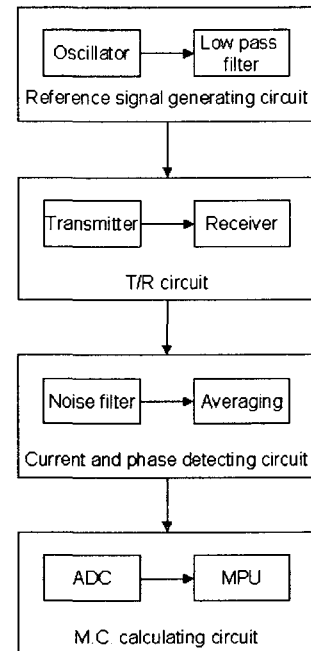 Oscillator
Low pass
filter
Reference signal generating circuit
Transmitter
Receiver
T/R circuit
Noise filter
Averaging
Current and phase detecting circuit
ADC
MPU
M.C. calculating circuit